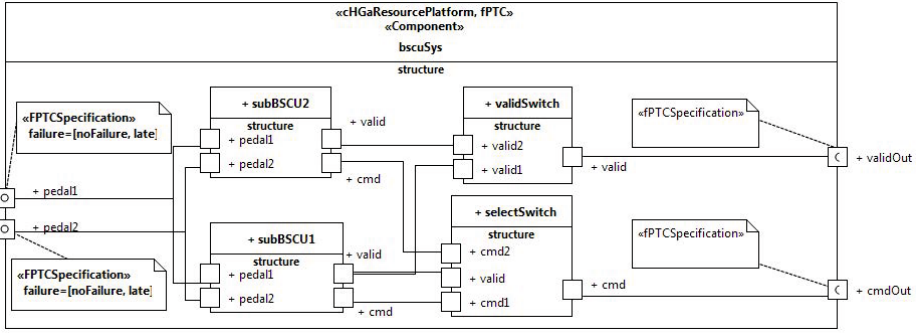 «cHGaResourcePlatform, fPTC»
«Component»
bscuSys
structure
«FPTCSpecification»
failure=[noFailure, late]
+ subBSCU2
structure
+ pedal1
+ pedal2
+ valid
+ cmd
+ validSwitch
structure
+ valid2
+ valid1
+ valid
«fPTCSpecification»
+ validOut
+ pedal1
+ pedal2
«FPTCSpecification»
failure=[noFailure, late]
+ subBSCU1
structure
+ pedal1
+ pedal2
+ valid
+ cmd
+ selectSwitch
structure
+ cmd2
+ valid
+ cmd1
+ cmd
«fPTCSpecification»
+ cmdOut